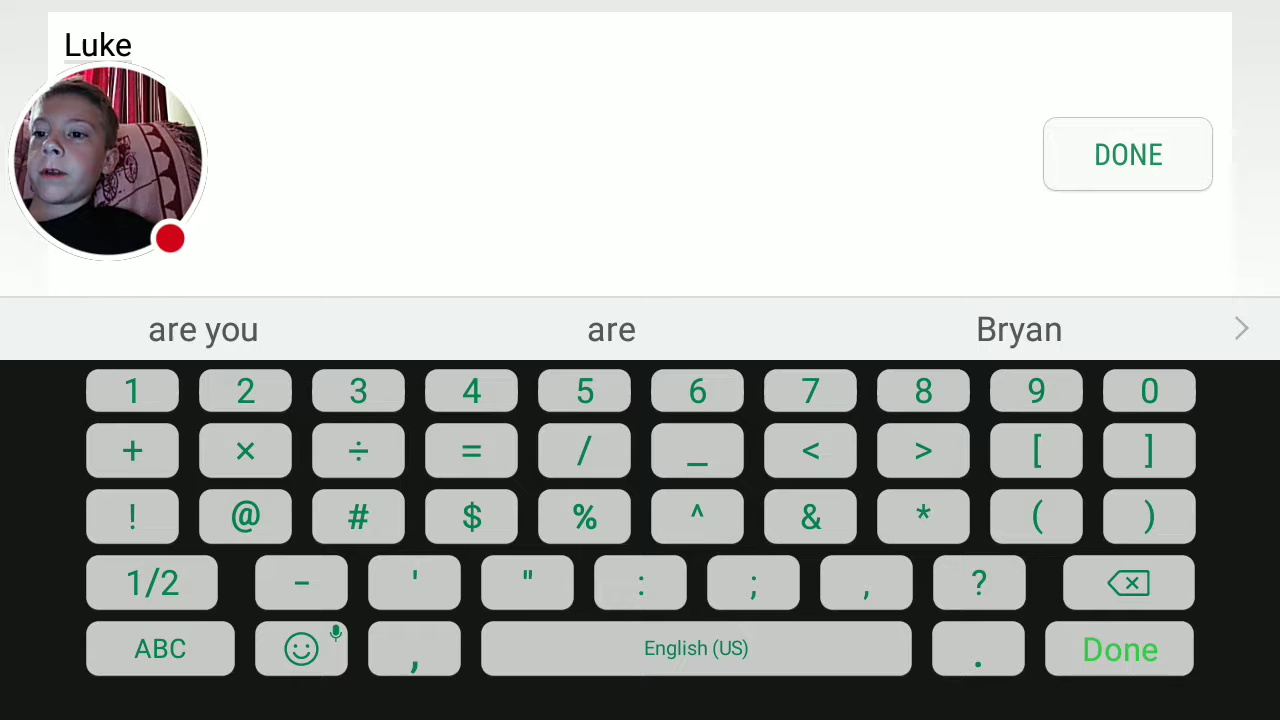 Luke
DONE
are you are Bryan
1 2 3 4 5 6 7 8 9 0
+ × ÷ = / _ < > [ ]
! @ # $ % ^ & * ( )
1/2 - ' " : ; , ?
ABC , English (US) . Done